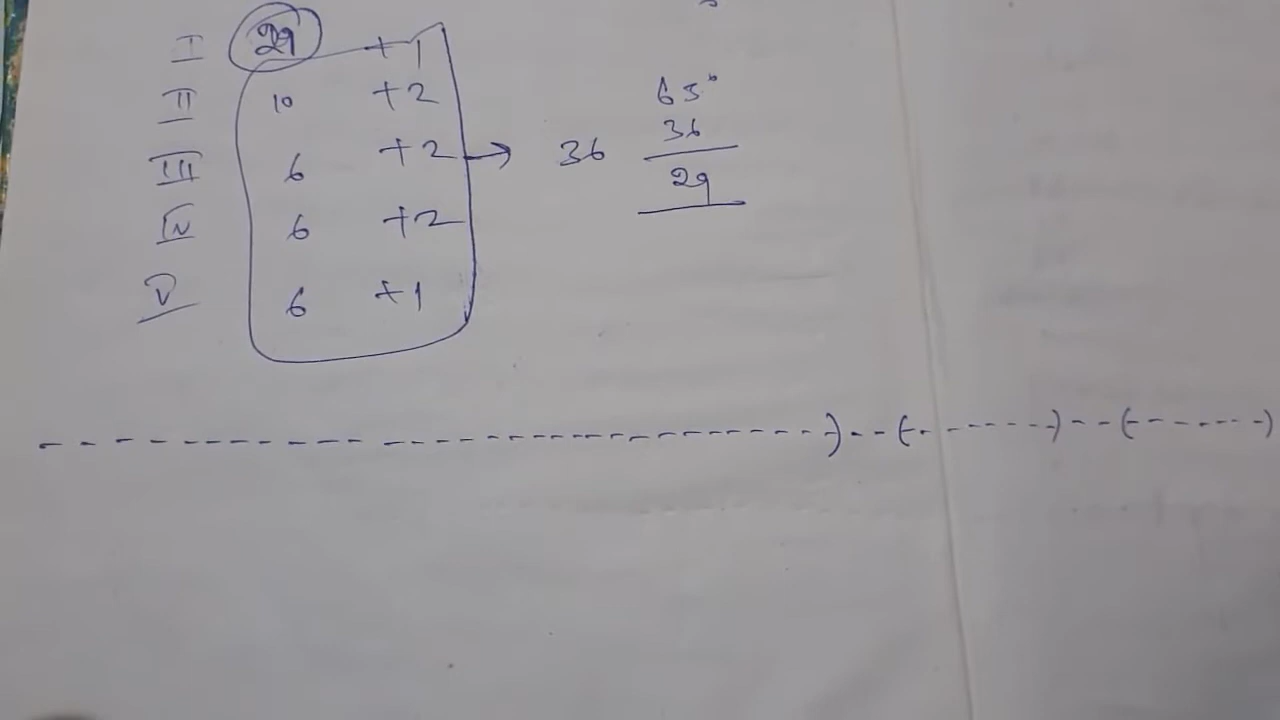 I 29 +1
II 10 +2
III 6 +2 → 36
IV 6 +2
V 6 +1
65
36
29
- - - - - - - - - - - - - - - - - - - - - - - - - - - - - - ) - - ( - - - - - - - ) - - ( - - - - - - - )